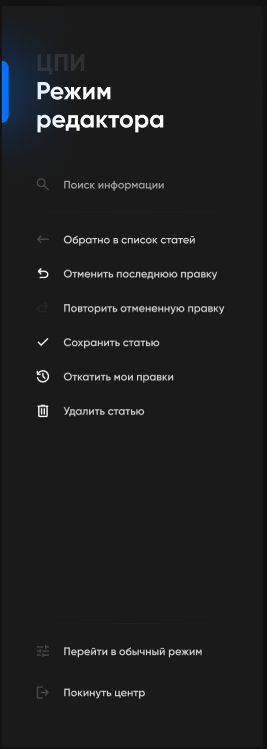 ЦПИ
Режим
редактора
Поиск информации
Обратно в список статей
Отменить последнюю правку
Повторить отмененную правку
Сохранить статью
Откатить мои правки
Удалить статью
Перейти в обычный режим
Покинуть центр